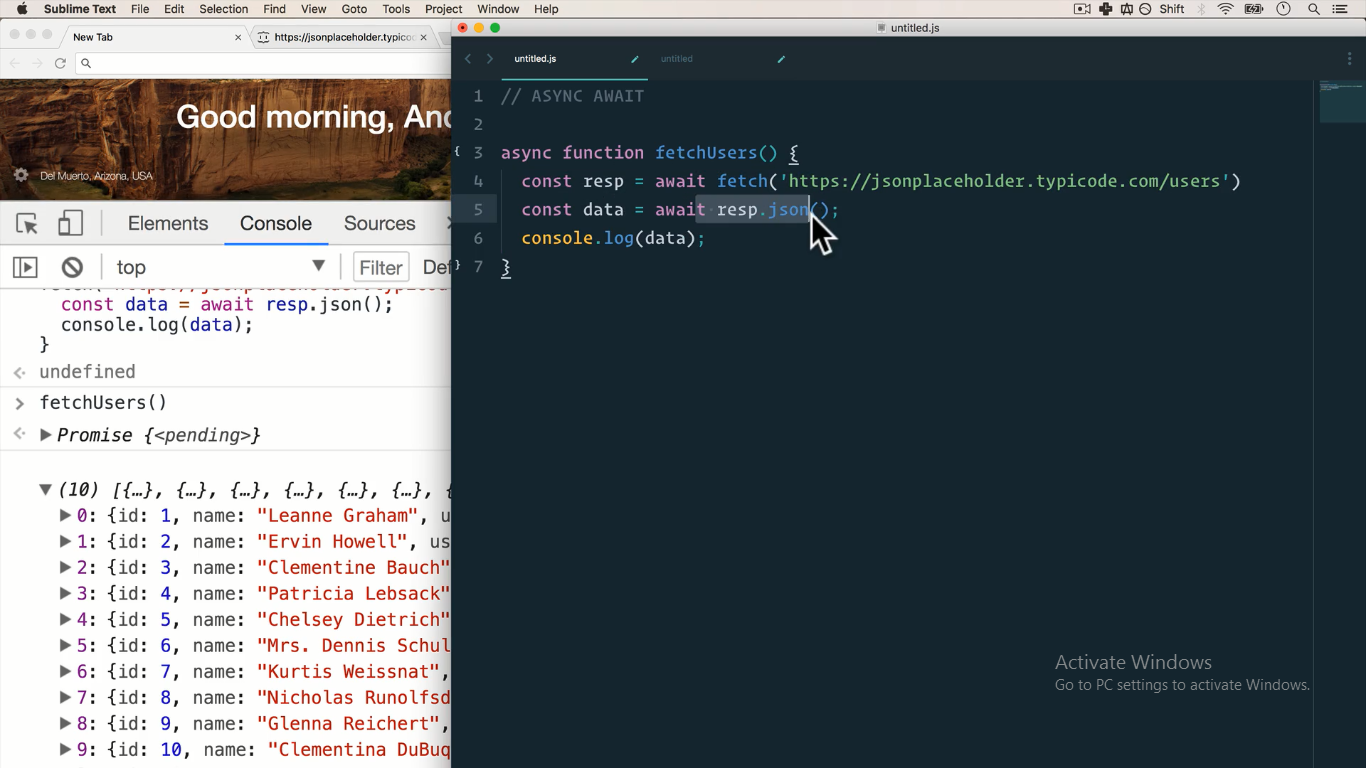 Sublime Text File Edit Selection Find View Goto Tools Project Window Help Shift
New Tab × https://jsonplaceholder.typico ×
Good morning, And
Del Muerto, Arizona, USA
Elements Console Sources
top Filter Def
const data = await resp.json();
console.log(data);
}
undefined
fetchUsers()
Promise {<pending>}
(10) [{…}, {…}, {…}, {…}, {…}, {…}, {
0: {id: 1, name: "Leanne Graham", u
1: {id: 2, name: "Ervin Howell", us
2: {id: 3, name: "Clementine Bauch"
3: {id: 4, name: "Patricia Lebsack"
4: {id: 5, name: "Chelsey Dietrich"
5: {id: 6, name: "Mrs. Dennis Schul
6: {id: 7, name: "Kurtis Weissnat",
7: {id: 8, name: "Nicholas Runolfsd
8: {id: 9, name: "Glenna Reichert",
9: {id: 10, name: "Clementina DuBuq
untitled.js
untitled.js untitled
1 // ASYNC AWAIT
2
3 async function fetchUsers() {
4 const resp = await fetch('https://jsonplaceholder.typicode.com/users')
5 const data = await resp.json();
6 console.log(data);
7 }
Activate Windows
Go to PC settings to activate Windows.